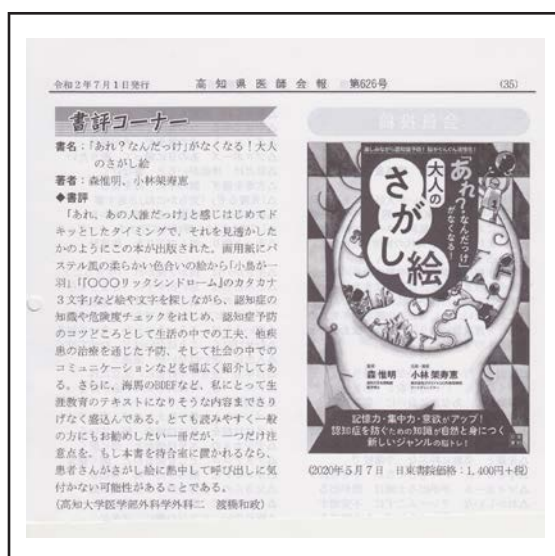 令和2年7月1日発行
高知県医師会報
第626号
(35)
書評コーナー
書名:「あれ?なんだっけ」がなくなる!大人
のさがし絵
著者:森惟明、小林架寿恵
◆書評
「あれ、あの人誰だっけ」と感じはじめてド
キッとしたタイミングで、それを見透かした
かのようにこの本が出版された。画用紙にパ
ステル風の柔らかい色合いの絵から「小鳥が一
羽」「『○○○リックシンドローム』のカタカナ
3文字」など絵や文字を探しながら、認知症の
知識や危険度チェックをはじめ、認知症予防
のコツどころとして生活の中での工夫、他疾
患の治療を通じた予防、そして社会の中での
コミュニケーションなどを幅広く紹介してあ
る。さらに、海馬のBDEFなど、私にとって生
涯教育のテキストになりそうな内容までさり
げなく盛込んである。とても読みやすく一般
の方にもお勧めしたい一冊だが、一つだけ注
意点を、もし本書を待合室に置かれるなら、
患者さんがさがし絵に熱中して呼び出しに気
付かない可能性があることである。
(高知大学医学部外科学外科二 渡橋和政)
楽しみながら認知症予防!脳がぐんぐん活性化!
「あれ?なんだっけ」
がなくなる!
大人の
さがし絵
森 惟明
小林 架寿恵
記憶力・集中力・意欲がアップ!
認知症を防ぐための知識が自然と身につく
新しいジャンルの脳トレ!
(2020年5月7日 日東書院価格:1,400円+税)